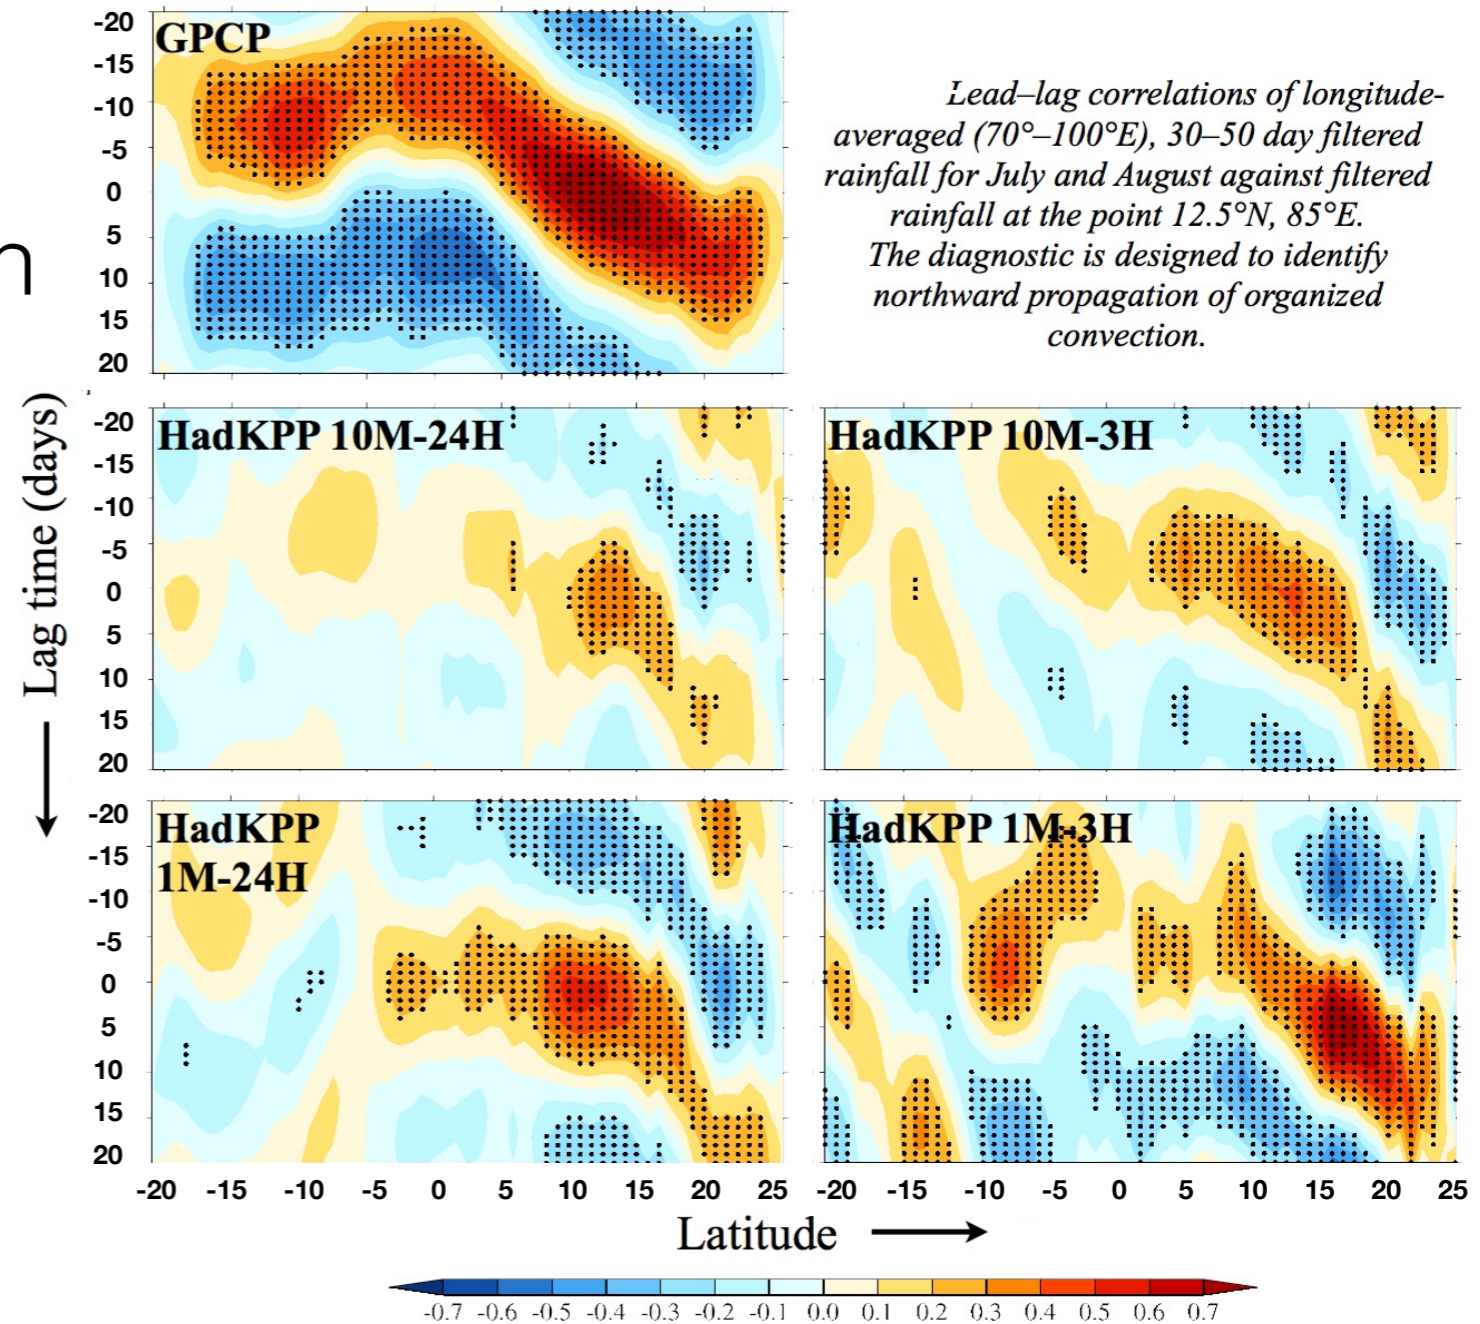 GPCP
-20
-15
-10
-5
0
5
10
15
20
n
Lead–lag correlations of longitude-
averaged (70°–100°E), 30–50 day filtered
rainfall for July and August against filtered
rainfall at the point 12.5°N, 85°E.
The diagnostic is designed to identify
northward propagation of organized
convection.
Lag time (days)
HadKPP 10M-24H
-20
-15
-10
-5
0
5
10
15
20
HadKPP 10M-3H
HadKPP
1M-24H
-20
-15
-10
-5
0
5
10
15
20
HadKPP 1M-3H
-20 -15 -10 -5 0 5 10 15 20 25
-20 -15 -10 -5 0 5 10 15 20 25
Latitude
-0.7 -0.6 -0.5 -0.4 -0.3 -0.2 -0.1 0.0 0.1 0.2 0.3 0.4 0.5 0.6 0.7